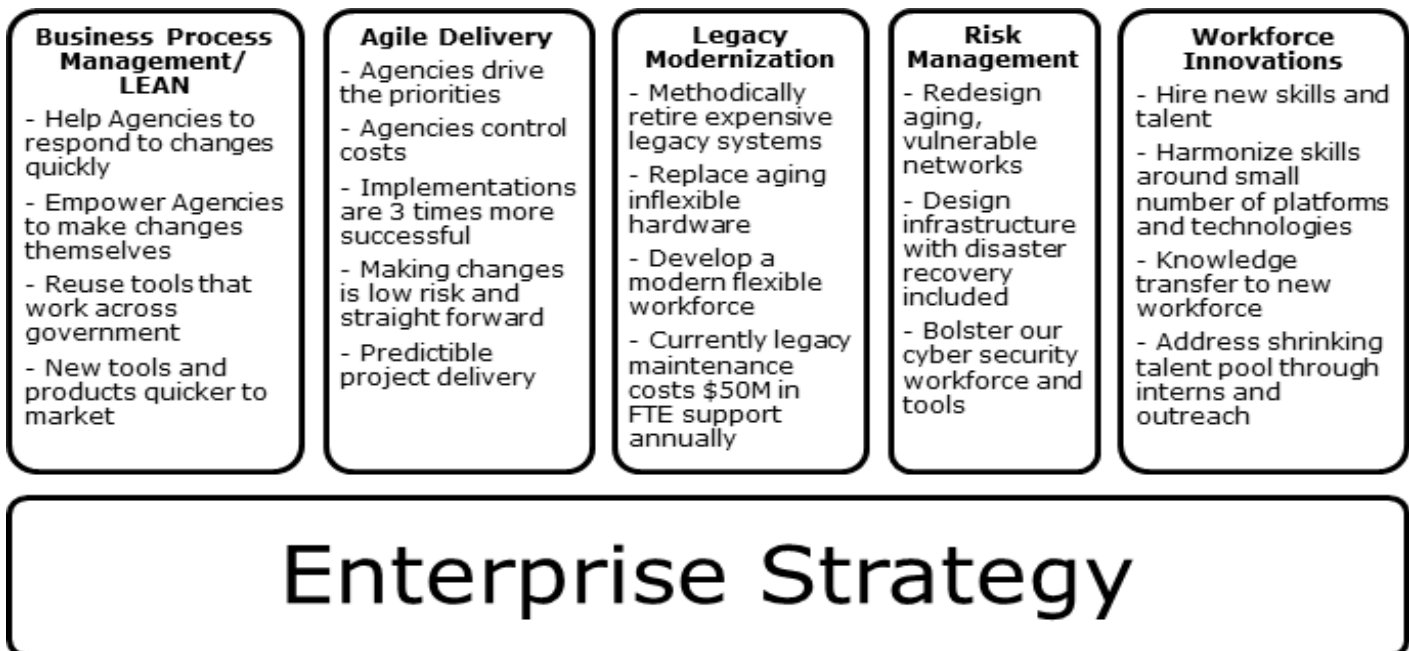 Business Process
Management/
LEAN
- Help Agencies to
respond to changes
quickly
- Empower Agencies
to make changes
themselves
- Reuse tools that
work across
government
- New tools and
products quicker to
market
Agile Delivery
- Agencies drive
the priorities
- Agencies control
costs
- Implementations
are 3 times more
successful
- Making changes
is low risk and
straight forward
- Predictible
project delivery
Legacy
Modernization
- Methodically
retire expensive
legacy systems
- Replace aging
inflexible
hardware
- Develop a
modern flexible
workforce
- Currently legacy
maintenance
costs $50M in
FTE support
annually
Risk
Management
- Redesign
aging,
vulnerable
networks
- Design
infrastructure
with disaster
recovery
included
- Bolster our
cyber security
workforce and
tools
Workforce
Innovations
- Hire new skills and
talent
- Harmonize skills
around small
number of platforms
and technologies
- Knowledge
transfer to new
workforce
- Address shrinking
talent pool through
interns and
outreach
Enterprise Strategy